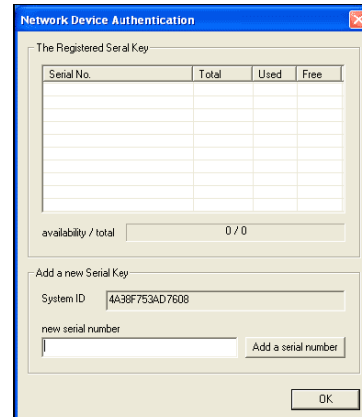 Network Device Authentication
The Registered Seral Key
Serial No. Total Used Free
availability / total 0 / 0
Add a new Serial Key
System ID 4A38F753AD7608
new serial number
Add a serial number
OK